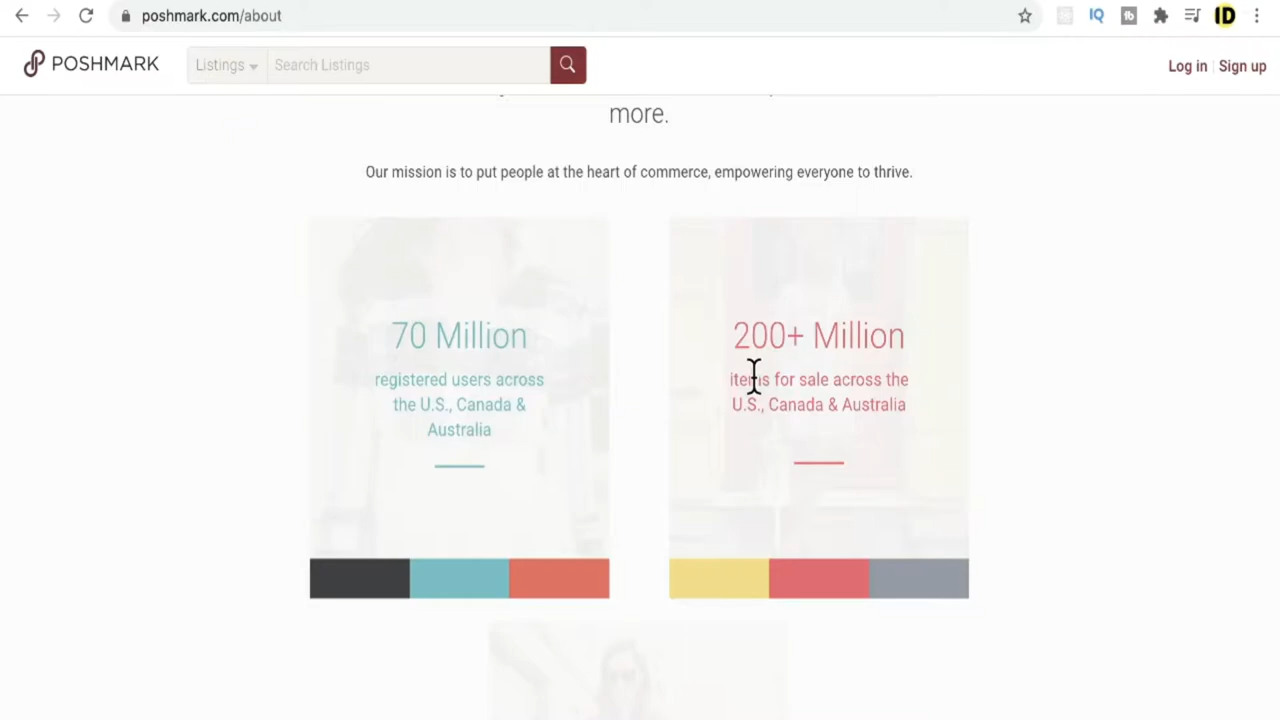 poshmark.com/about
IQ
ID
POSHMARK
Listings
Search Listings
Log in
Sign up
more.
Our mission is to put people at the heart of commerce, empowering everyone to thrive.
70 Million
registered users across
the U.S., Canada &
Australia
200+ Million
items for sale across the
U.S., Canada & Australia